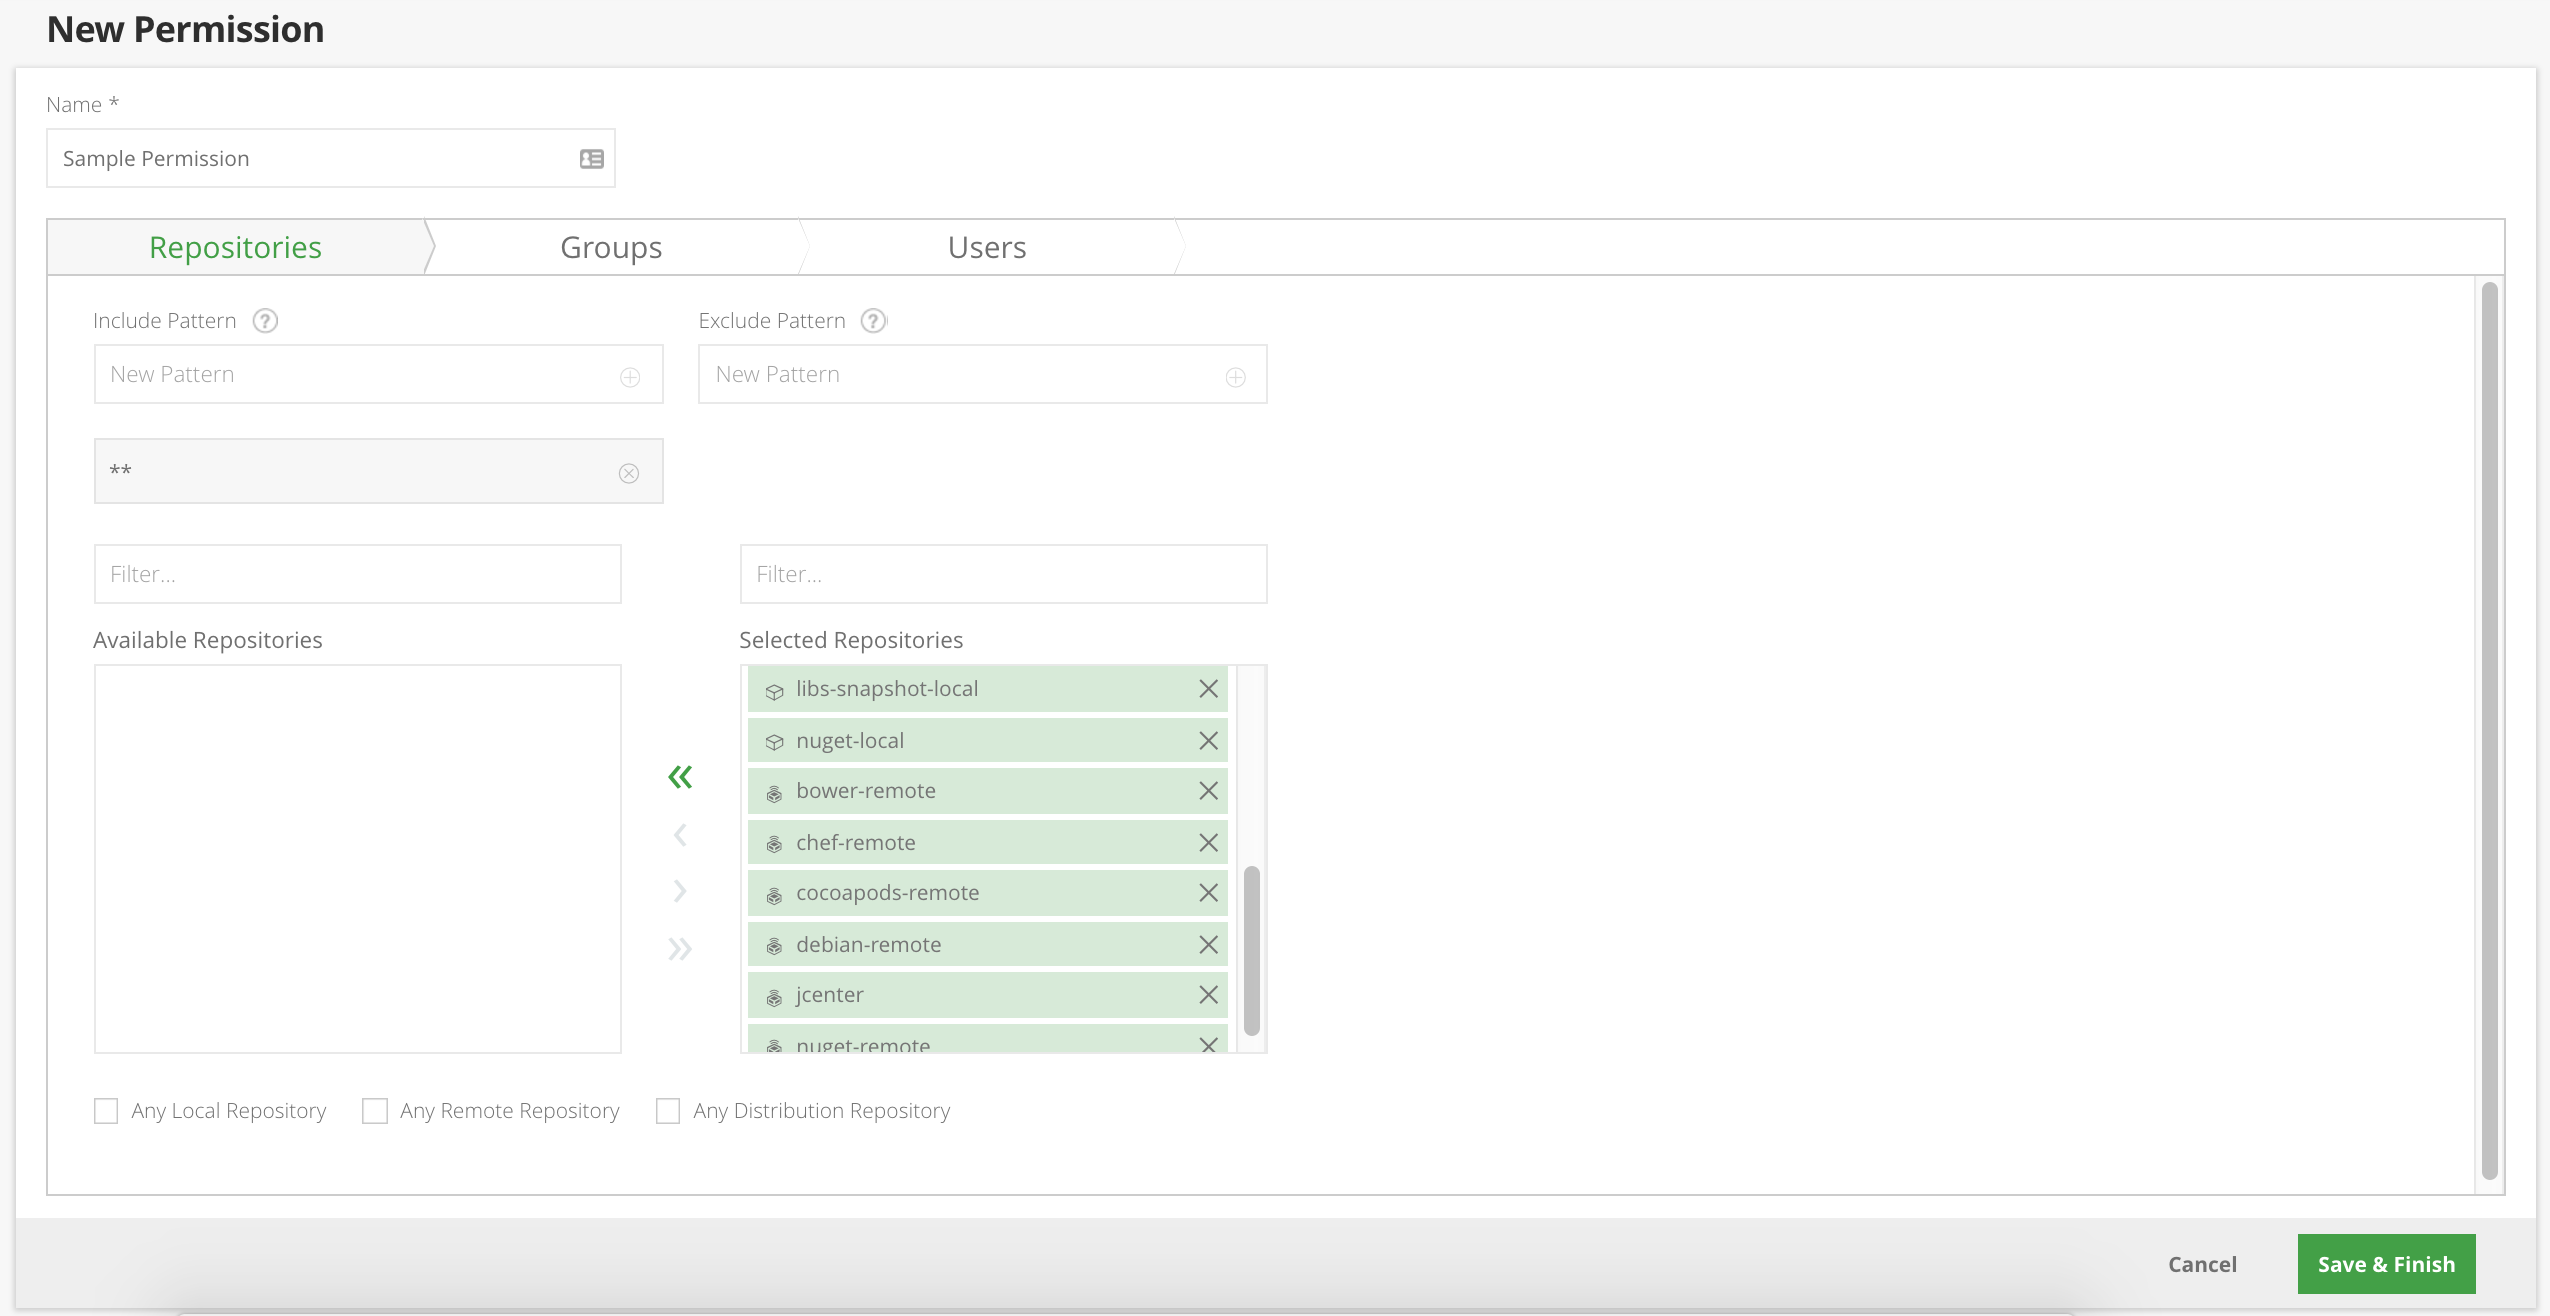 New Permission
Name *
Sample Permission
Repositories
Groups
Users
Include Pattern ?
Exclude Pattern ?
New Pattern
New Pattern
**
Filter...
Filter...
Available Repositories
Selected Repositories
libs-snapshot-local
nuget-local
bower-remote
chef-remote
cocoapods-remote
debian-remote
jcenter
nuget-remote
Any Local Repository
Any Remote Repository
Any Distribution Repository
Cancel
Save & Finish